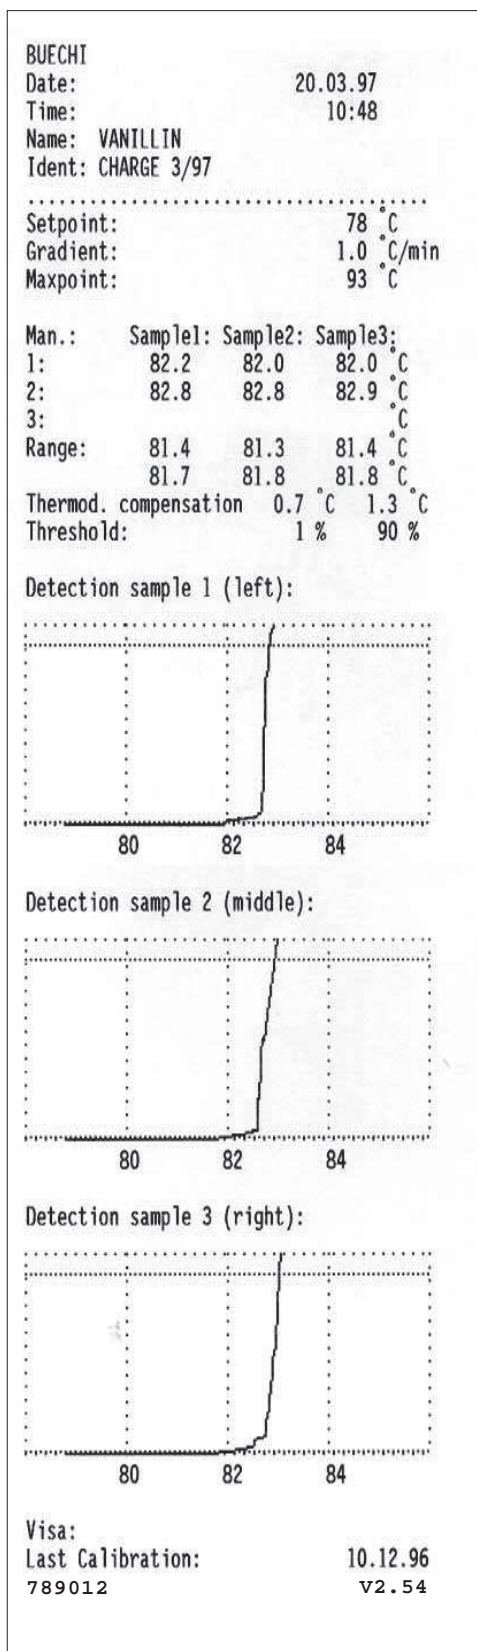 BUECHI
Date: 20.03.97
Time: 10:48
Name: VANILLIN
Ident: CHARGE 3/97
Setpoint: 78 °C
Gradient: 1.0 °C/min
Maxpoint: 93 °C
Man.: Sample1: Sample2: Sample3:
1: 82.2 82.0 82.0 °C
2: 82.8 82.8 82.9 °C
3: °C
Range: 81.4 81.3 81.4 °C
81.7 81.8 81.8 °C
Thermod. compensation 0.7 °C 1.3 °C
Threshold: 1 % 90 %
Detection sample 1 (left):
80 82 84
Detection sample 2 (middle):
80 82 84
Detection sample 3 (right):
80 82 84
Visa:
Last Calibration: 10.12.96
789012 V2.54